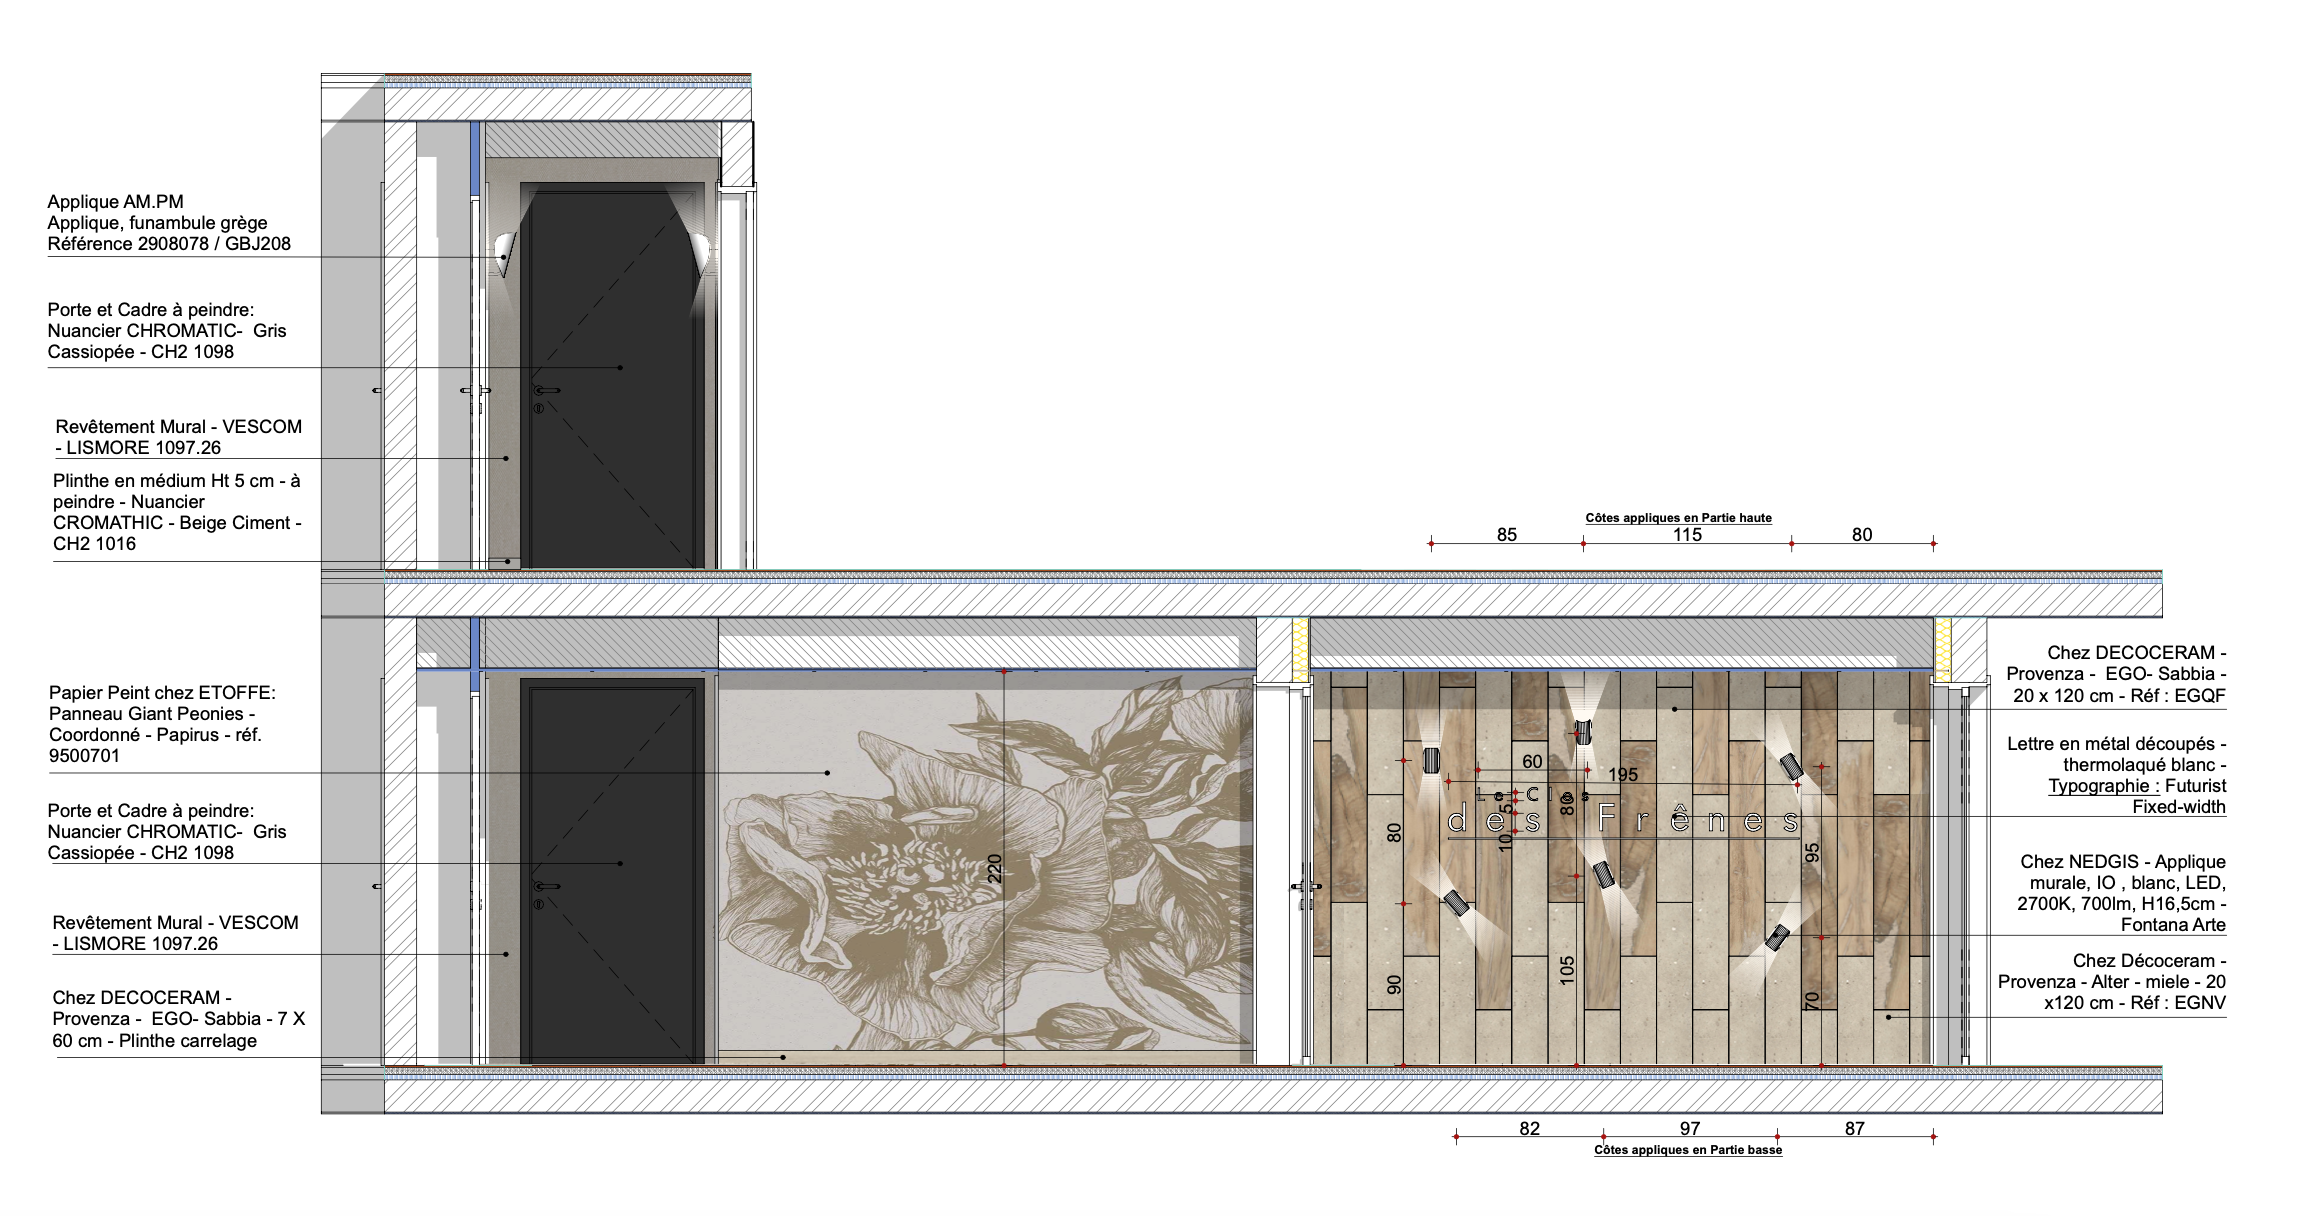 Applique AM.PM
Applique, funambule grège
Référence 2908078 / GBJ208
Porte et Cadre à peindre:
Nuancier CHROMATIC-  Gris
Cassiopée - CH2 1098
Revêtement Mural - VESCOM
- LISMORE 1097.26
Plinthe en médium Ht 5 cm - à
peindre - Nuancier
CROMATHIC - Beige Ciment -
CH2 1016
Côtes appliques en Partie haute
85 115 80
Papier Peint chez ETOFFE:
Panneau Giant Peonies -
Coordonné - Papirus - réf.
9500701
Porte et Cadre à peindre:
Nuancier CHROMATIC-  Gris
Cassiopée - CH2 1098
Revêtement Mural - VESCOM
- LISMORE 1097.26
Chez DECOCERAM -
Provenza -  EGO- Sabbia - 7 X
60 cm - Plinthe carrelage
220
60
195
Le Clos
des Frênes
5
10
80
80
95
90
105
70
Chez DECOCERAM -
Provenza -  EGO- Sabbia -
20 x 120 cm - Réf : EGQF
Lettre en métal découpés -
thermolaqué blanc -
Typographie : Futurist
Fixed-width
Chez NEDGIS - Applique
murale, IO , blanc, LED,
2700K, 700lm, H16,5cm -
Fontana Arte
Chez Décoceram -
Provenza - Alter - miele - 20
x120 cm - Réf : EGNV
82 97 87
Côtes appliques en Partie basse